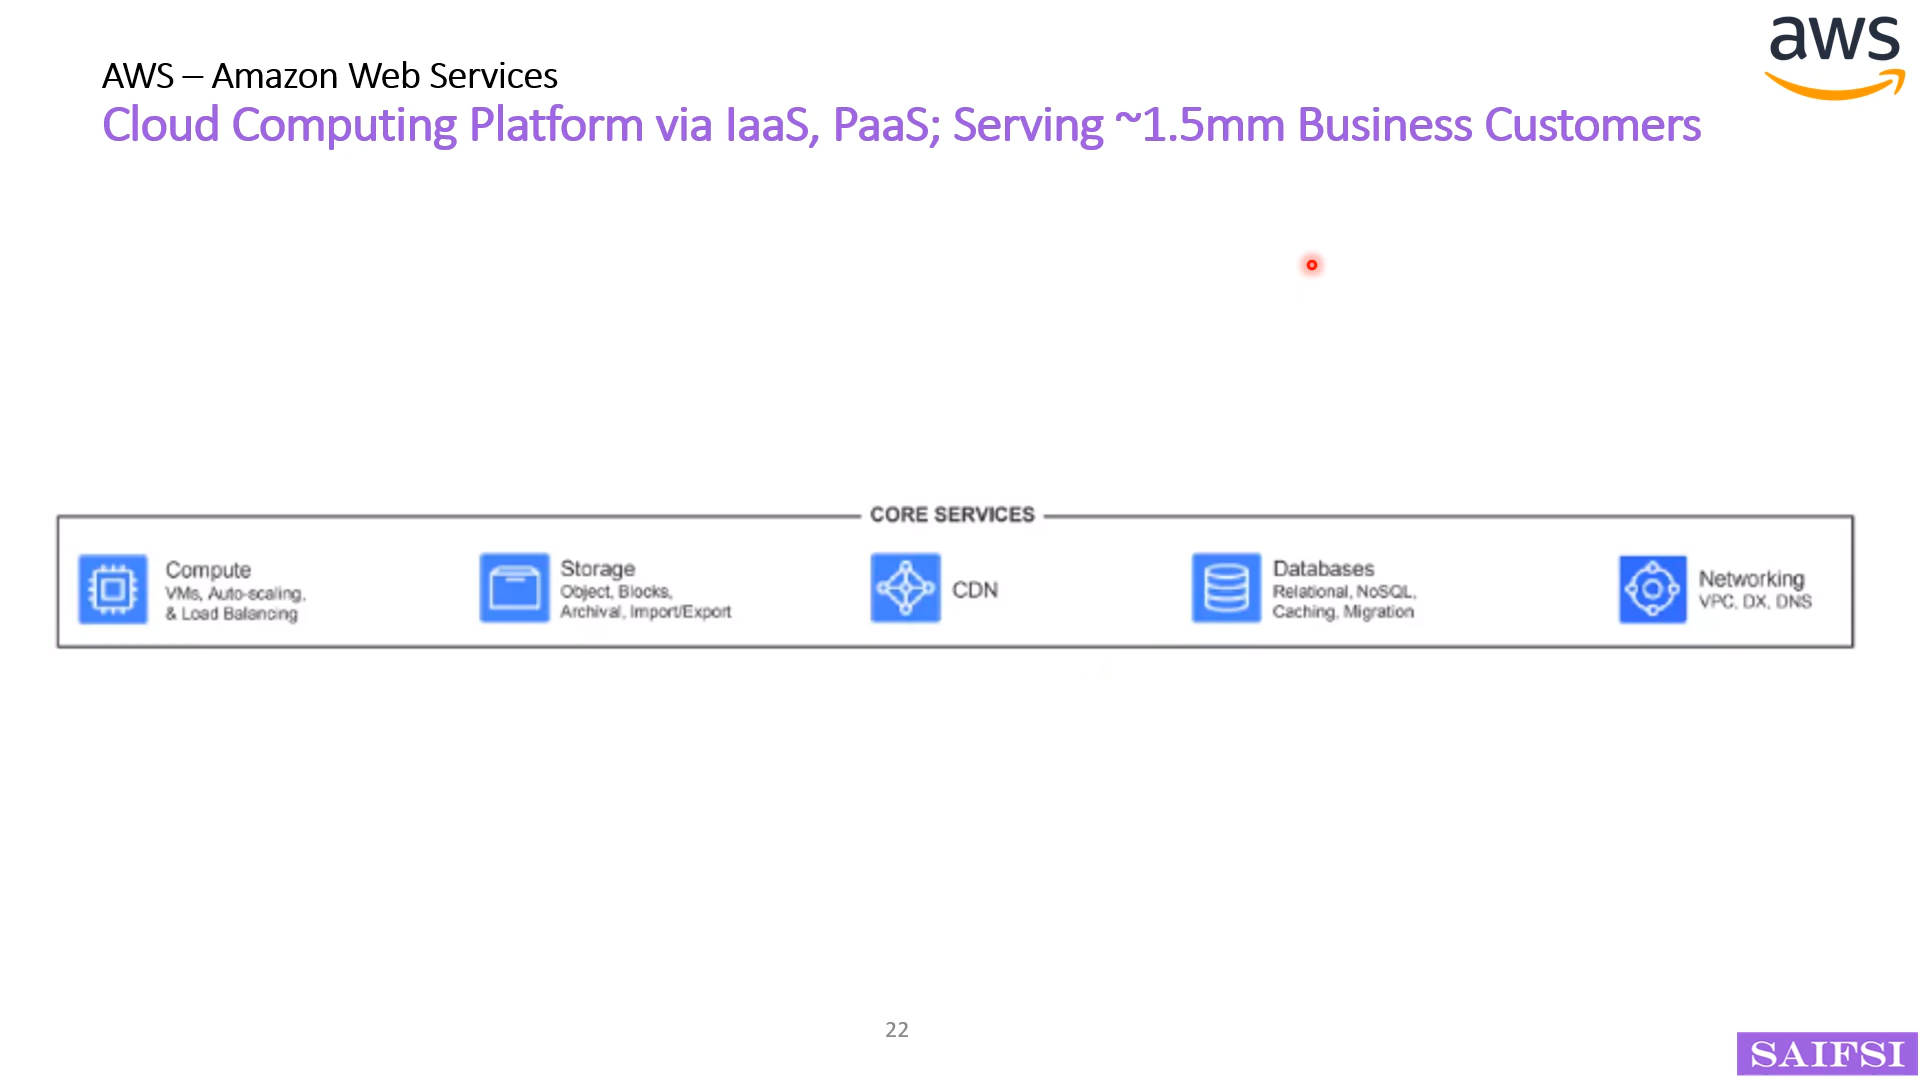 aws
AWS – Amazon Web Services
Cloud Computing Platform via IaaS, PaaS; Serving ~1.5mm Business Customers
CORE SERVICES
Compute
VMs, Auto-scaling,
& Load Balancing
Storage
Object, Blocks,
Archival, Import/Export
CDN
Databases
Relational, NoSQL,
Caching, Migration
Networking
VPC, DX, DNS
22
SAIFSI